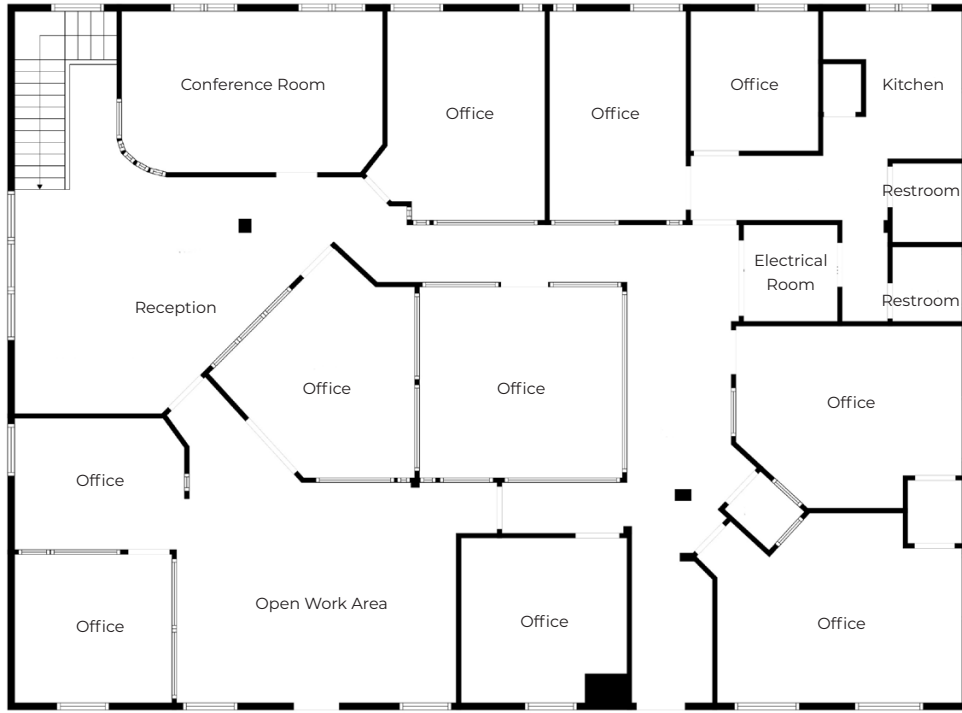 Conference Room
Office
Office
Office
Kitchen
Restroom
Electrical
Room
Restroom
Reception
Office
Office
Office
Office
Open Work Area
Office
Office
Office